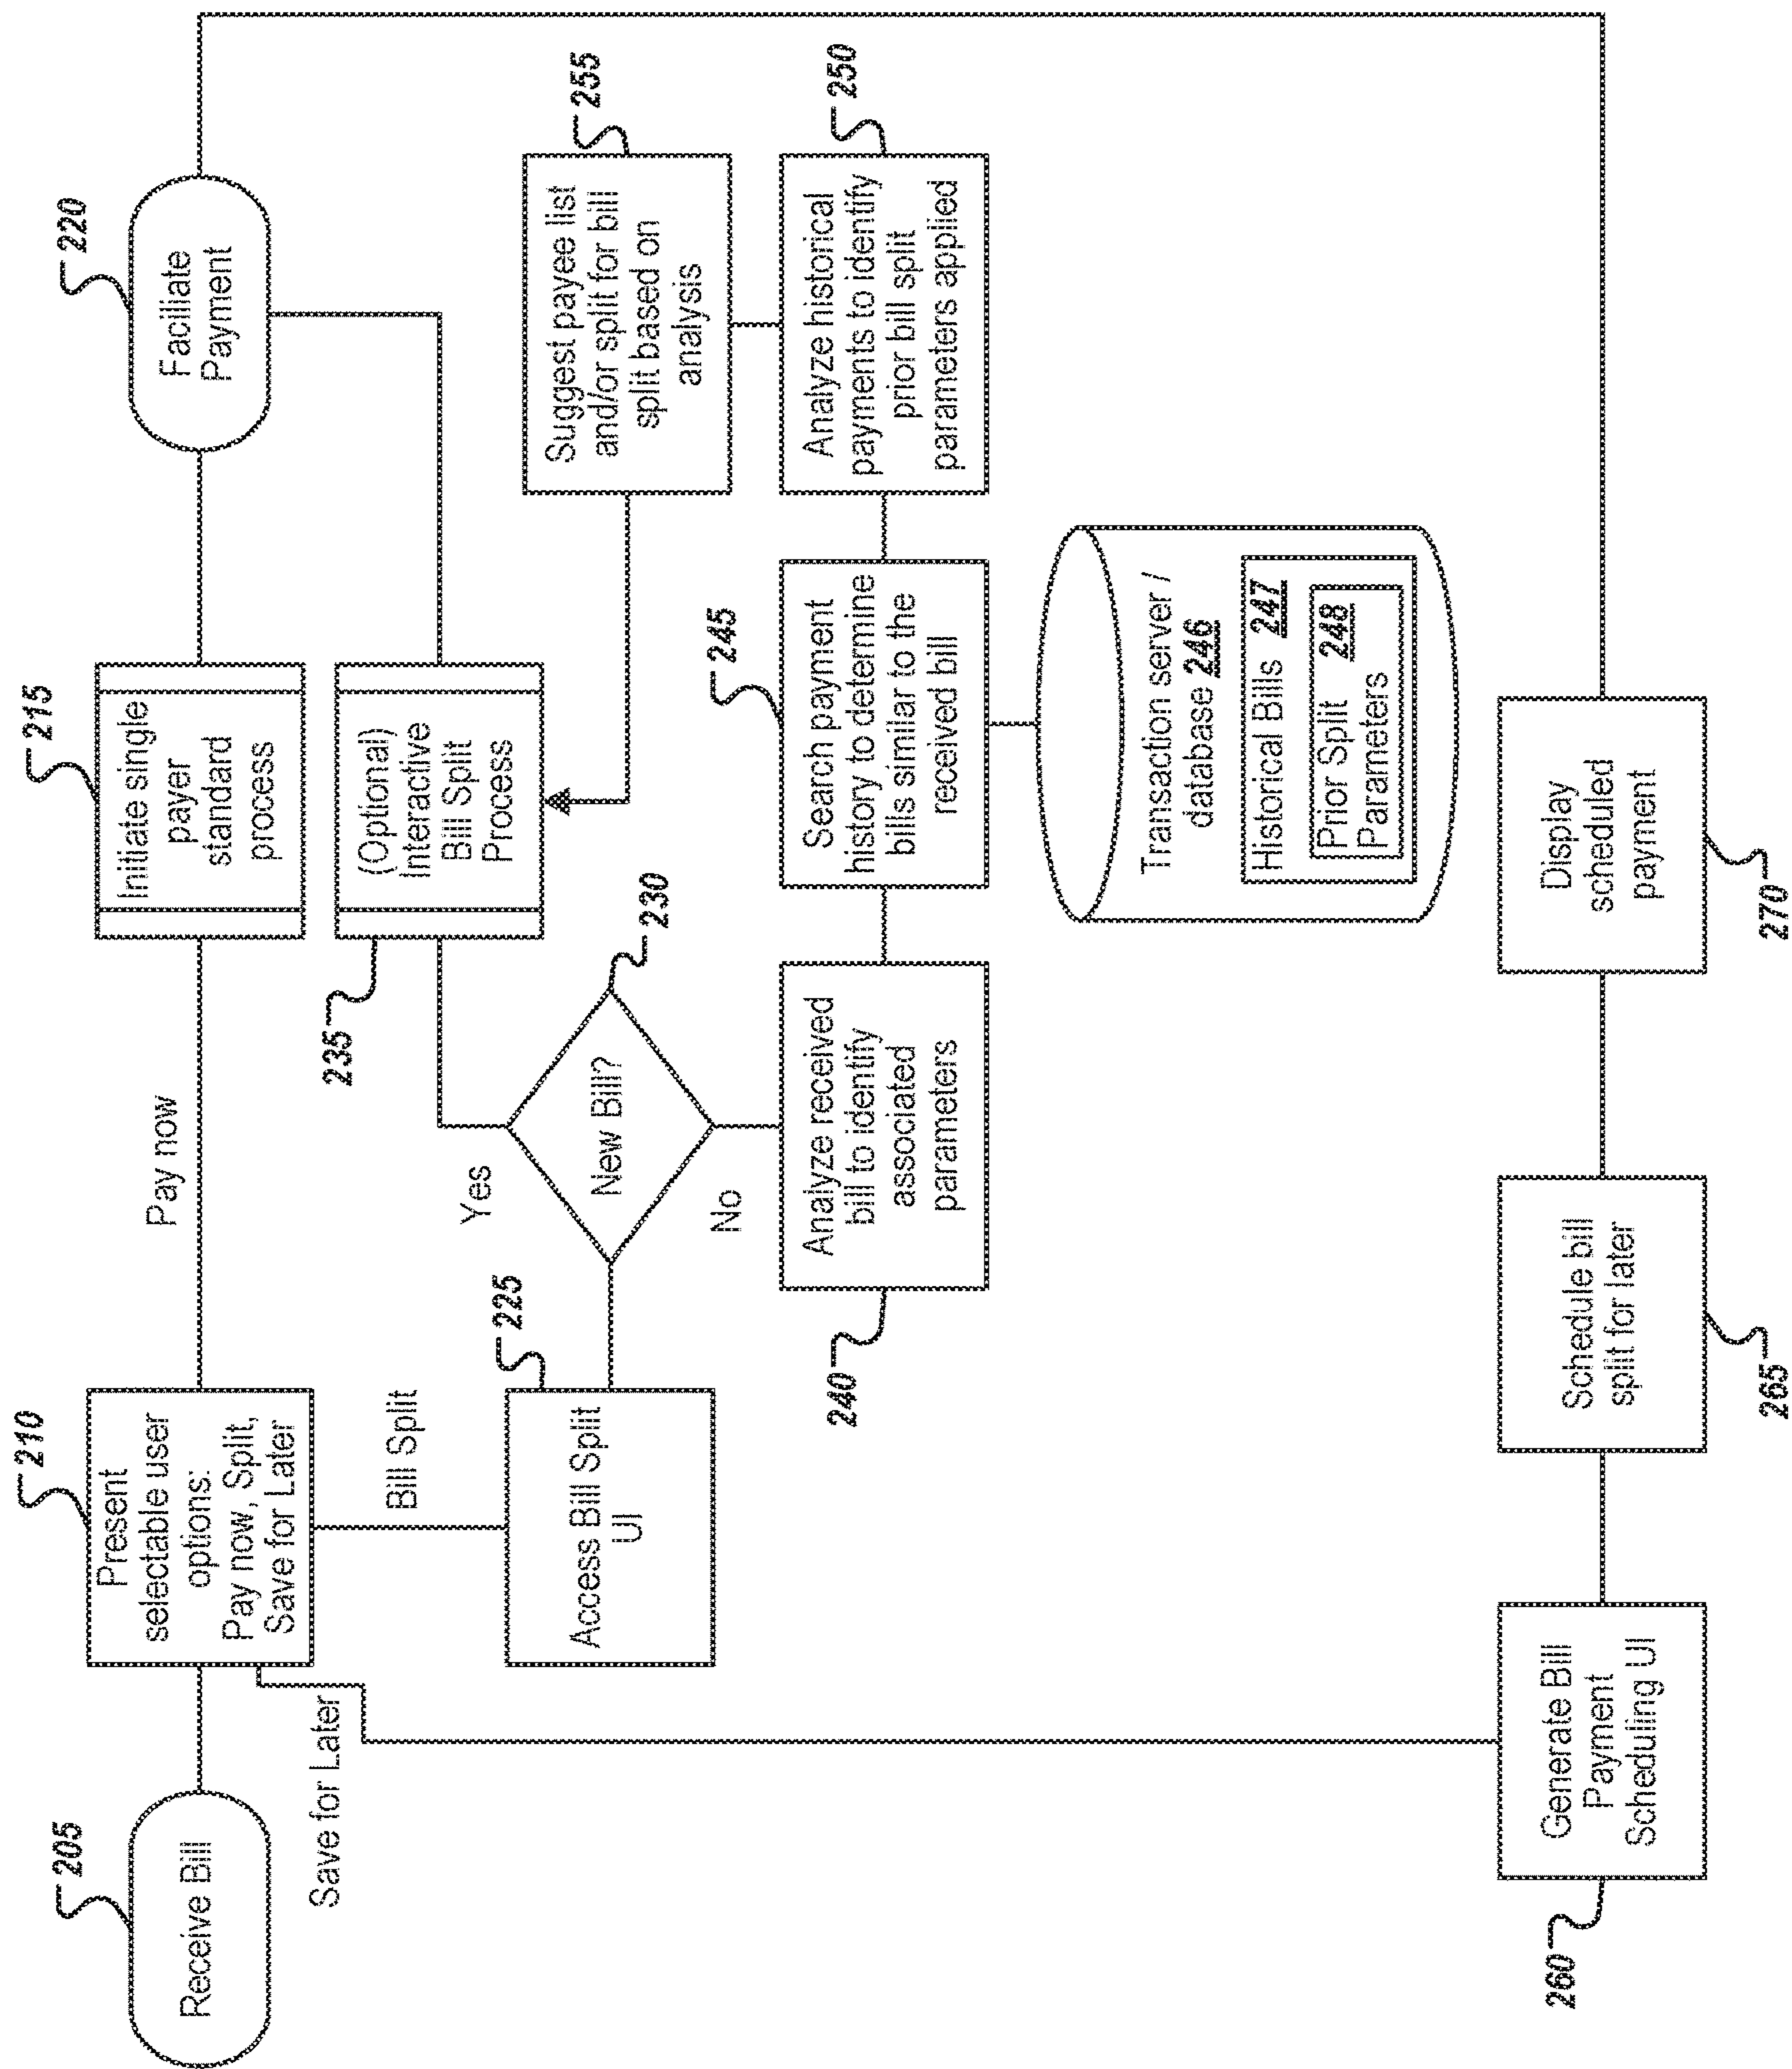 205
Receive Bill
210
Present
selectable user
options:
Pay now, Split,
Save for Later
Pay now
215
Initiate single
payer
standard
process
220
Faciliate
Payment
Save for Later
Bill Split
225
Access Bill Split
UI
Yes
New Bill?
230
No
235
(Optional)
Interactive
Bill Split
Process
255
Suggest payee list
and/or split for bill
split based on
analysis
240
Analyze received
bill to identify
associated
parameters
245
Search payment
history to determine
bills similar to the
received bill
250
Analyze historical
payments to identify
prior bill split
parameters applied
Transaction server /
database 246
Historical Bills 247
Prior Split 248
Parameters
260
Generate Bill
Payment
Scheduling UI
265
Schedule bill
split for later
270
Display
scheduled
payment